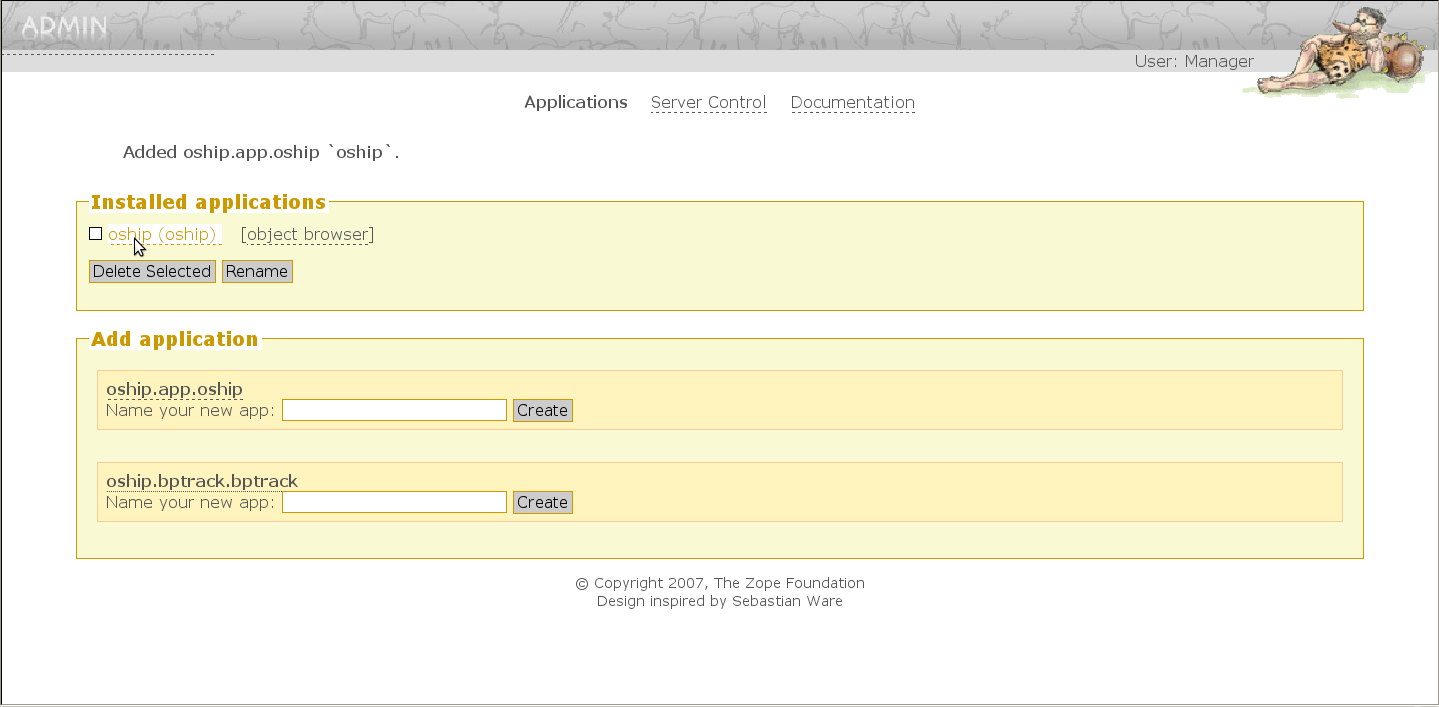 ADMIN
User: Manager
Applications Server Control Documentation
Added oship.app.oship `oship`.
Installed applications
oship (oship) [object browser]
Delete Selected Rename
Add application
oship.app.oship
Name your new app: Create
oship.bptrack.bptrack
Name your new app: Create
© Copyright 2007, The Zope Foundation
Design inspired by Sebastian Ware